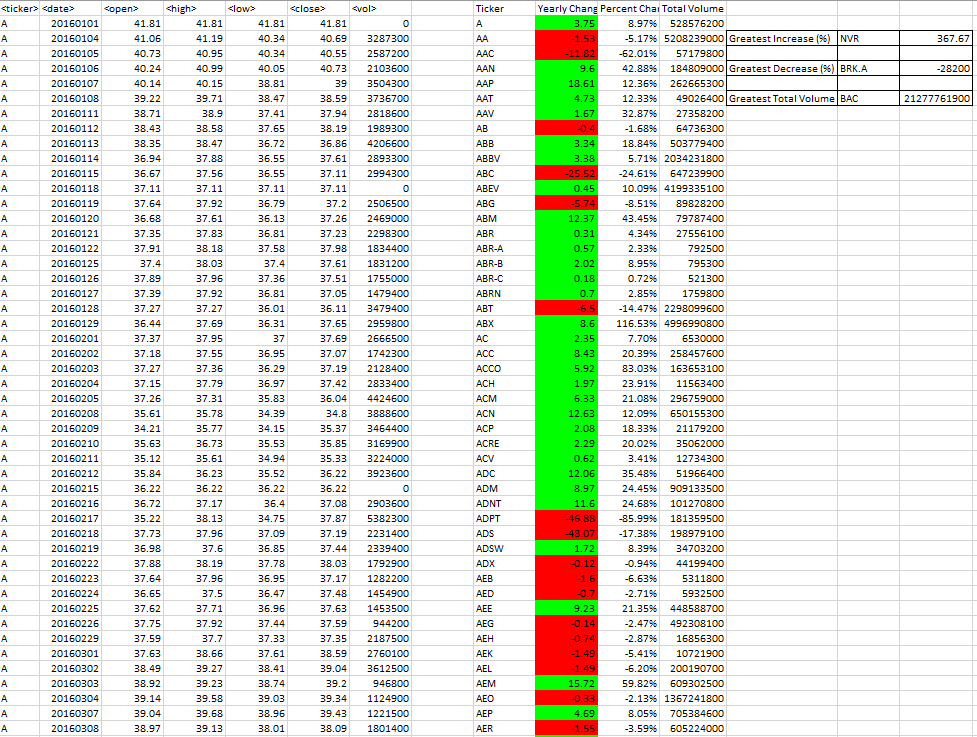 <ticker> <date> <open> <high> <low> <close> <vol> Ticker Yearly Chang Percent Chan Total Volume
A 20160101 41.81 41.81 41.81 41.81 0 A 3.75 8.97% 528576200
A 20160104 41.06 41.19 40.34 40.69 3287300 AA -1.53 -5.17% 5208239000 Greatest Increase (%) NVR 367.67
A 20160105 40.73 40.95 40.34 40.55 2587200 AAC -11.82 -62.01% 57179800
A 20160106 40.24 40.99 40.05 40.73 2103600 AAN 9.6 42.88% 184809000 Greatest Decrease (%) BRK.A -28200
A 20160107 40.14 40.15 38.81 39 3504300 AAP 18.61 12.36% 262665300
A 20160108 39.22 39.71 38.47 38.59 3736700 AAT 4.73 12.33% 49026400 Greatest Total Volume BAC 21277761900
A 20160111 38.71 38.9 37.41 37.94 2818600 AAV 1.67 32.87% 27358200
A 20160112 38.43 38.58 37.65 38.19 1989300 AB -0.4 -1.68% 64736300
A 20160113 38.35 38.47 36.72 36.86 4206600 ABB 3.34 18.84% 503779400
A 20160114 36.94 37.88 36.55 37.61 2893300 ABBV 3.38 5.71% 2034231800
A 20160115 36.67 37.56 36.55 37.11 2994300 ABC -25.52 -24.61% 647239900
A 20160118 37.11 37.11 37.11 37.11 0 ABEV 0.45 10.09% 4199335100
A 20160119 37.64 37.92 36.79 37.2 2506500 ABG -5.74 -8.51% 89828200
A 20160120 36.68 37.61 36.13 37.26 2469000 ABM 12.37 43.45% 79787400
A 20160121 37.35 37.83 36.81 37.23 2298300 ABR 0.31 4.34% 27556100
A 20160122 37.91 38.18 37.58 37.98 1834400 ABR-A 0.57 2.33% 792500
A 20160125 37.4 38.03 37.4 37.61 1831200 ABR-B 2.02 8.95% 795300
A 20160126 37.89 37.96 37.36 37.51 1755000 ABR-C 0.18 0.72% 521300
A 20160127 37.39 37.92 36.81 37.05 1479400 ABRN 0.7 2.85% 1759800
A 20160128 37.27 37.27 36.01 36.11 3479400 ABT -6.5 -14.47% 2298099600
A 20160129 36.44 37.69 36.31 37.65 2959800 ABX 8.6 116.53% 4996990800
A 20160201 37.37 37.95 37 37.69 2666500 AC 2.35 7.70% 6530000
A 20160202 37.18 37.55 36.95 37.07 1742300 ACC 8.43 20.39% 258457600
A 20160203 37.27 37.36 36.29 37.19 2128400 ACCO 5.92 83.03% 163653100
A 20160204 37.15 37.79 36.97 37.42 2833400 ACH 1.97 23.91% 11563400
A 20160205 37.26 37.31 35.83 36.04 4424600 ACM 6.33 21.08% 296759000
A 20160208 35.61 35.78 34.39 34.8 3888600 ACN 12.63 12.09% 650155300
A 20160209 34.21 35.77 34.15 35.37 3464400 ACP 2.08 18.33% 21179200
A 20160210 35.63 36.73 35.53 35.85 3169900 ACRE 2.29 20.02% 35062000
A 20160211 35.12 35.61 34.94 35.33 3224000 ACV 0.62 3.41% 12734300
A 20160212 35.84 36.23 35.52 36.22 3923600 ADC 12.06 35.48% 51966400
A 20160215 36.22 36.22 36.22 36.22 0 ADM 8.97 24.45% 909133500
A 20160216 36.72 37.17 36.4 37.08 2903600 ADNT 11.6 24.68% 101270800
A 20160217 35.22 38.13 34.75 37.87 5382300 ADPT -46.88 -85.99% 181359500
A 20160218 37.73 37.96 37.09 37.19 2231400 ADS -48.07 -17.38% 198979100
A 20160219 36.98 37.6 36.85 37.44 2339400 ADSW 1.72 8.39% 34703200
A 20160222 37.88 38.19 37.78 38.03 1792900 ADX -0.12 -0.94% 44199400
A 20160223 37.64 37.96 36.95 37.17 1282200 AEB -1.6 -6.63% 5311800
A 20160224 36.65 37.5 36.47 37.48 1454900 AED -0.7 -2.71% 5932500
A 20160225 37.62 37.71 36.96 37.63 1453500 AEE 9.23 21.35% 448588700
A 20160226 37.75 37.92 37.44 37.59 944200 AEG -0.14 -2.47% 492308100
A 20160229 37.59 37.7 37.33 37.35 2187500 AEH -0.74 -2.87% 16856300
A 20160301 37.63 38.66 37.61 38.59 2760100 AEK -1.49 -5.41% 10721900
A 20160302 38.49 39.27 38.41 39.04 3612500 AEL -1.49 -6.20% 200190700
A 20160303 38.92 39.23 38.74 39.2 946800 AEM 15.72 59.82% 609302500
A 20160304 39.14 39.58 39.03 39.34 1124900 AEO -0.33 -2.13% 1367241800
A 20160307 39.04 39.68 38.96 39.43 1221500 AEP 4.69 8.05% 705384600
A 20160308 38.97 39.13 38.01 38.09 1801400 AER -1.55 -3.59% 605224000